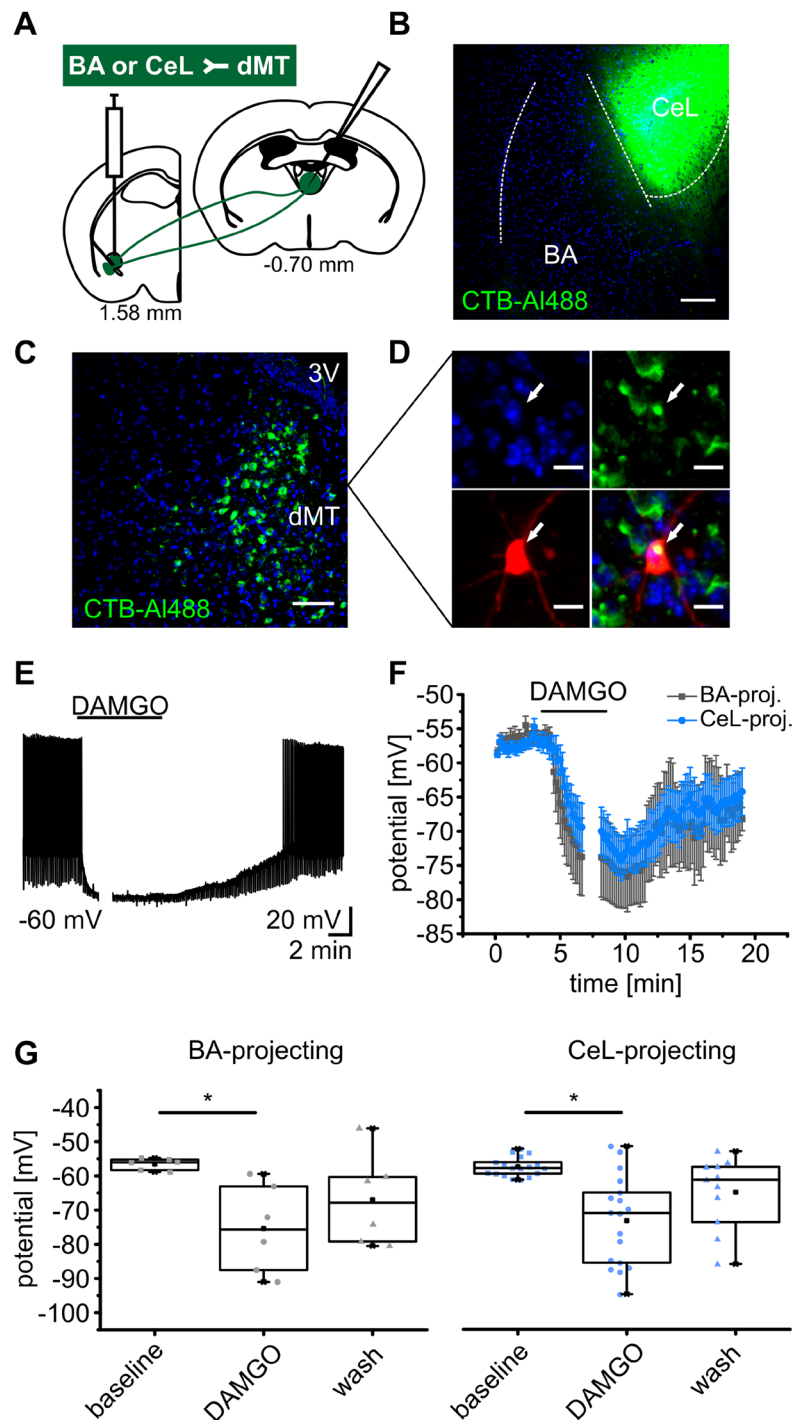 A
BA or CeL dMT
-0.70 mm
1.58 mm
B
CeL
BA
CTB-Al488
C
3V
dMT
CTB-Al488
D
E
DAMGO
-60 mV
20 mV
2 min
F
DAMGO
BA-proj.
CeL-proj.
potential [mV]
-50
-55
-60
-65
-70
-75
-80
-85
0 5 10 15 20
time [min]
G
BA-projecting
CeL-projecting
potential [mV]
-40
-50
-60
-70
-80
-90
-100
*
*
baseline DAMGO wash
baseline DAMGO wash